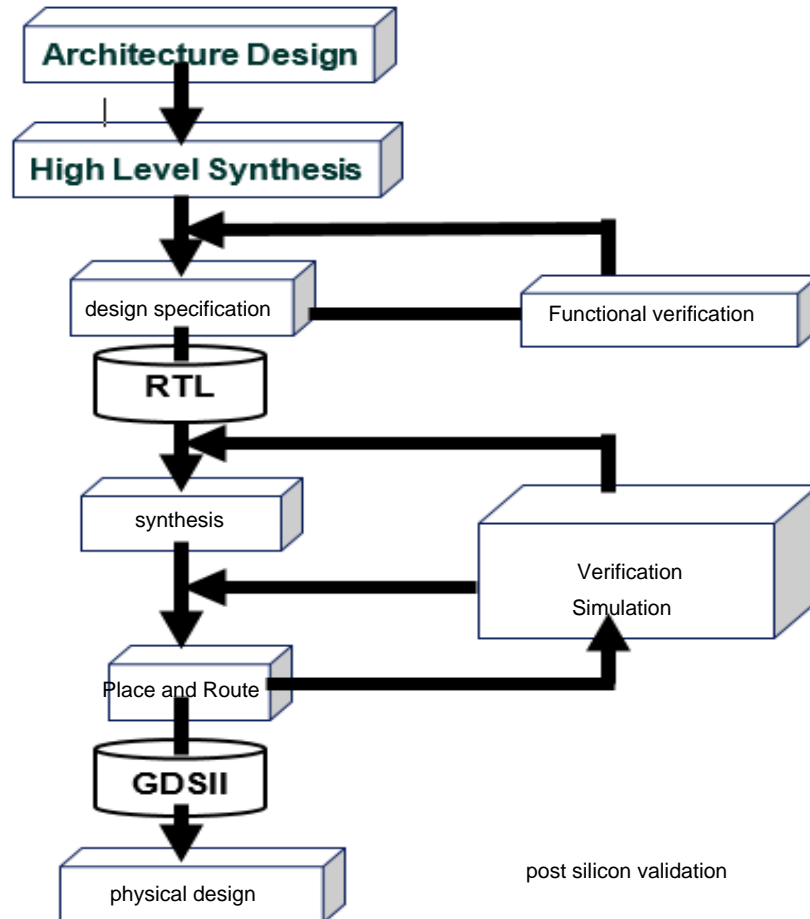 Architecture Design
High Level Synthesis
design specification
Functional verification
RTL
synthesis
Verification
Simulation
Place and Route
GDSII
post silicon validation
physical design